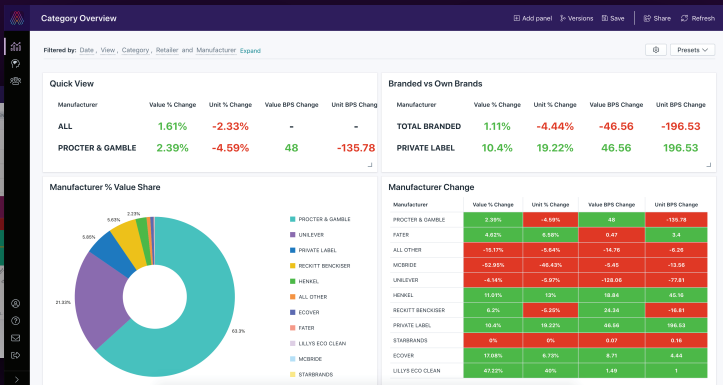 Category Overview
Add panel
Versions
Save
Share
Refresh
Filtered by: Date , View , Category , Retailer and Manufacturer Expand
Presets
Quick View
Manufacturer Value % Change Unit % Change Value BPS Change Unit BPS Chang
ALL 1.61% -2.33% - -
PROCTER & GAMBLE 2.39% -4.59% 48 -135.78
Branded vs Own Brands
Manufacturer Value % Change Unit % Change Value BPS Change Unit BPS Change
TOTAL BRANDED 1.11% -4.44% -46.56 -196.53
PRIVATE LABEL 10.4% 19.22% 46.56 196.53
Manufacturer % Value Share
2.23%
5.63%
5.85%
21.33%
63.3%
PROCTER & GAMBLE
UNILEVER
PRIVATE LABEL
RECKITT BENCKISER
HENKEL
ALL OTHER
ECOVER
FATER
LILLYS ECO CLEAN
MCBRIDE
STARBRANDS
Manufacturer Change
Manufacturer Value % Change Unit % Change Value BPS Change Unit BPS Change
PROCTER & GAMBLE 2.39% -4.59% 48 -135.78
FATER 4.62% 6.58% 0.47 3.4
ALL OTHER -15.17% -5.64% -14.78 -6.26
MCBRIDE -52.95% -46.43% -5.45 -13.56
UNILEVER -4.14% -5.97% -128.06 -77.81
HENKEL 11.01% 13% 18.84 45.16
RECKITT BENCKISER 6.2% -5.25% 24.34 -16.81
PRIVATE LABEL 10.4% 19.22% 46.56 196.53
STARBRANDS 0% 0% 0.07 0.16
ECOVER 17.08% 6.73% 8.71 4.44
LILLYS ECO CLEAN 47.22% 40% 1.49 1